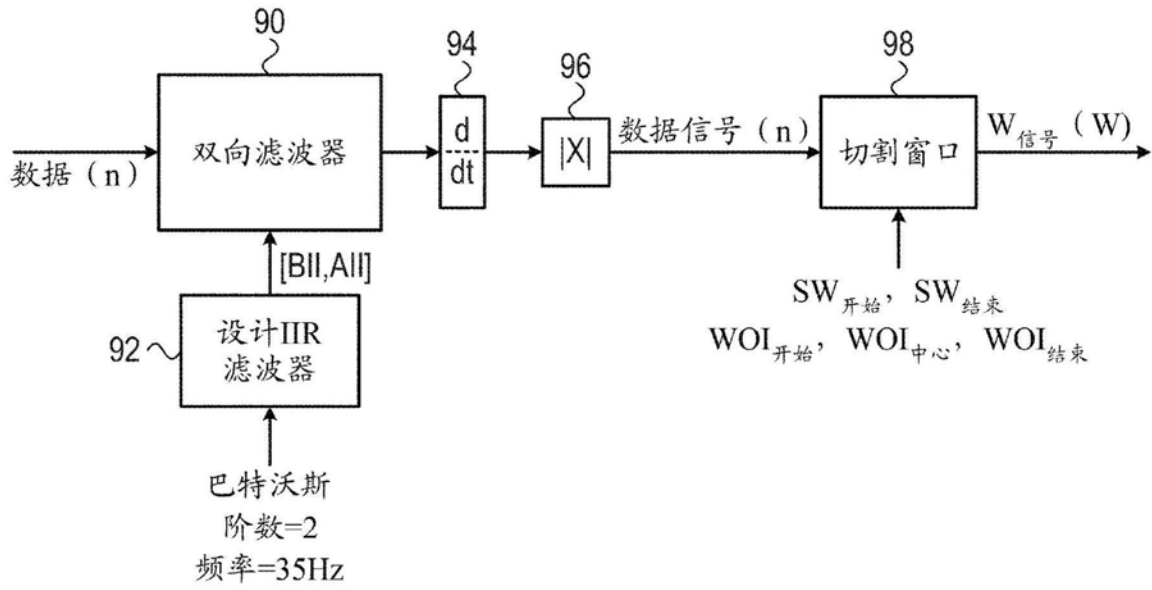 90
94
96
98
数据（n）
双向滤波器
d
dt
|X|
数据信号（n）
切割窗口
W信号（W）
[BII,AII]
92
设计IIR
滤波器
SW开始，SW结束
WOI开始，WOI中心，WOI结束
巴特沃斯
阶数=2
频率=35Hz